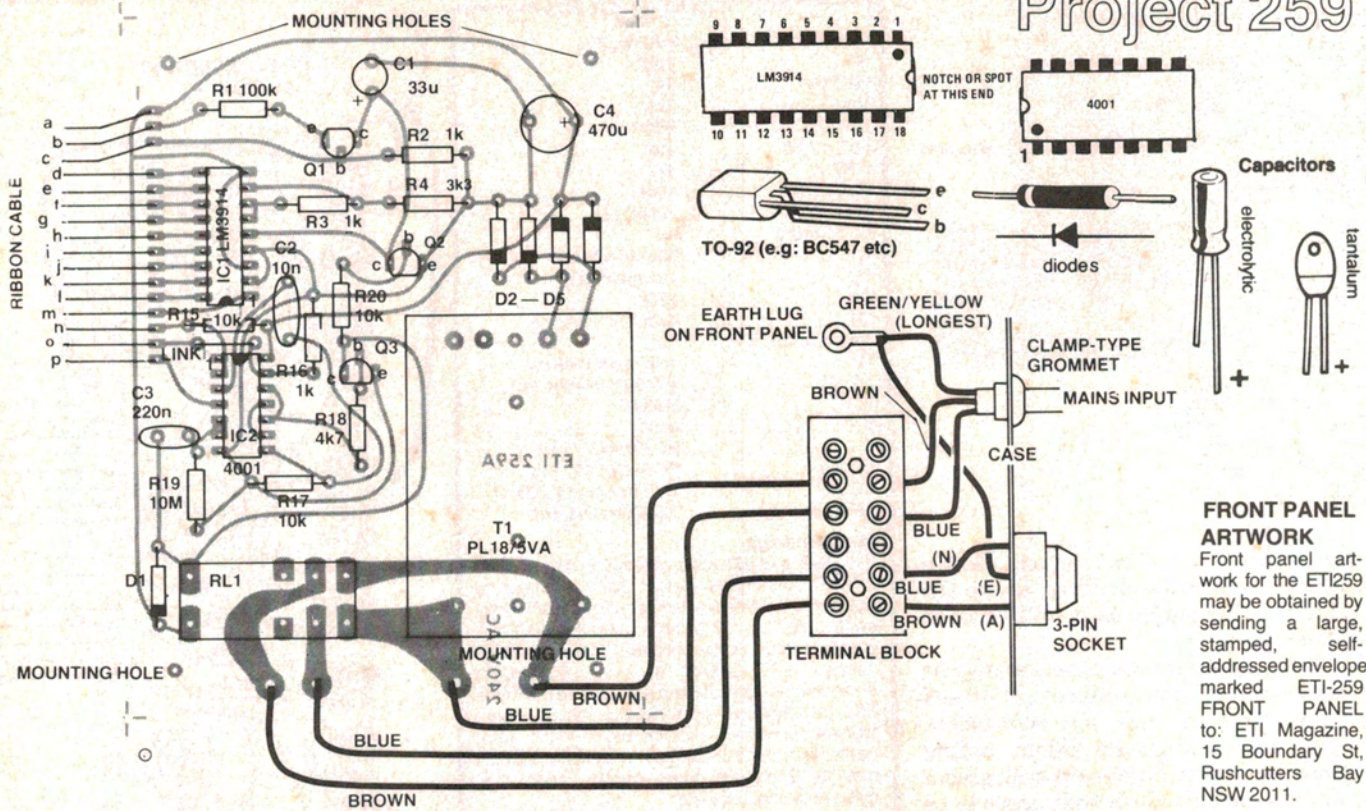 Project 259
MOUNTING HOLES
C1
33u
+
R1 100k
C4
470u
+
e
c
b
Q1
R2 1k
R4 3k3
R3 1k
RIBBON CABLE
a
b
c
d
e
f
g
h
i
j
k
l
m
n
o
p
IC1 LM3914
1
C2
10n
b
Q2
c
e
R20
10k
D2 — D5
R15
10k
LINK
R16
1k
b
Q3
c
e
C3
220n
R18
4k7
IC2
4001
R19
10M
R17
10k
ETI 259A
T1
PL18/5VA
D1
RL1
240V AC
MOUNTING HOLE
MOUNTING HOLE
BROWN
BLUE
BLUE
BROWN
9 8 7 6 5 4 3 2 1
LM3914
10 11 12 13 14 15 16 17 18
NOTCH OR SPOT
AT THIS END
4001
1
TO-92 (e.g: BC547 etc)
e
c
b
diodes
Capacitors
electrolytic
+
tantalum
+
EARTH LUG
ON FRONT PANEL
GREEN/YELLOW
(LONGEST)
CLAMP-TYPE
GROMMET
BROWN
MAINS INPUT
CASE
BLUE
(N)
BLUE
(E)
BROWN
(A)
3-PIN
SOCKET
TERMINAL BLOCK
FRONT PANEL
ARTWORK
Front panel art-
work for the ETI259
may be obtained by
sending a large,
stamped, self-
addressed envelope
marked ETI-259
FRONT PANEL
to: ETI Magazine,
15 Boundary St,
Rushcutters Bay
NSW 2011.